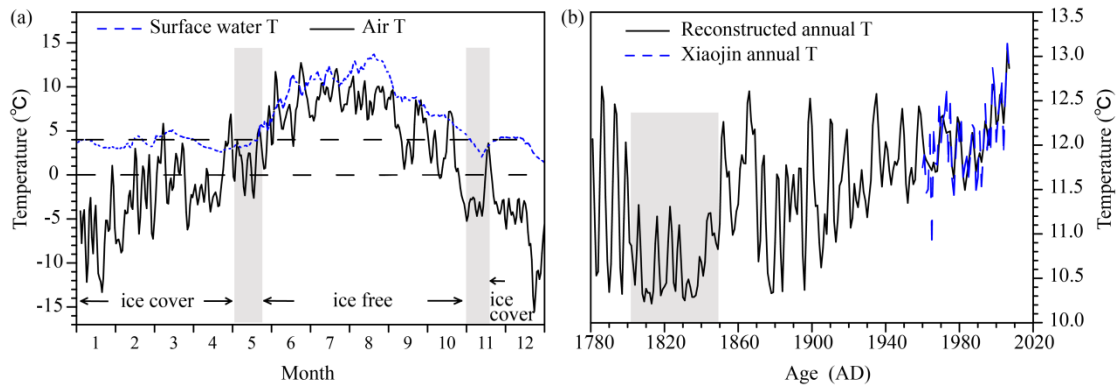 (a)
Surface water T
Air T
Temperature (℃)
15
10
5
0
-5
-10
-15
ice cover
ice free
ice
cover
1 2 3 4 5 6 7 8 9 10 11 12
Month
(b)
Reconstructed annual T
Xiaojin annual T
13.5
13.0
12.5
12.0
11.5
11.0
10.5
10.0
Temperature (℃)
1780 1820 1860 1900 1940 1980 2020
Age (AD)